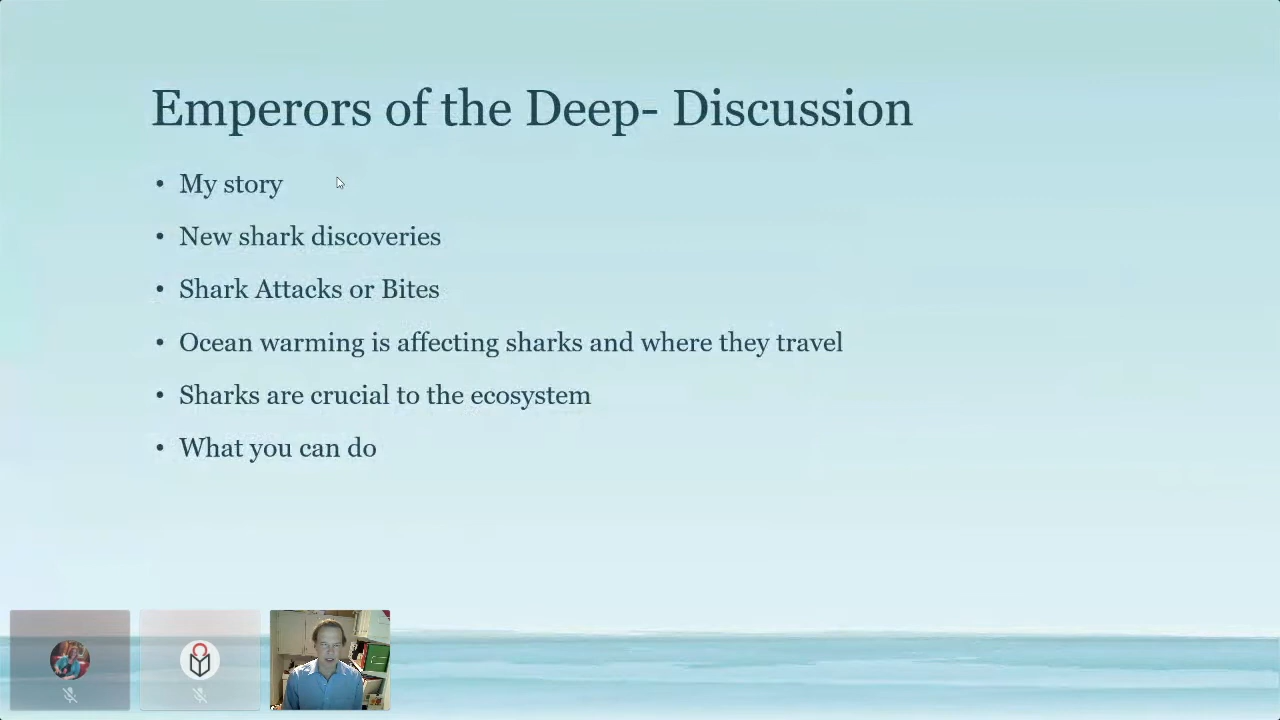 Emperors of the Deep- Discussion
• My story
• New shark discoveries
• Shark Attacks or Bites
• Ocean warming is affecting sharks and where they travel
• Sharks are crucial to the ecosystem
• What you can do